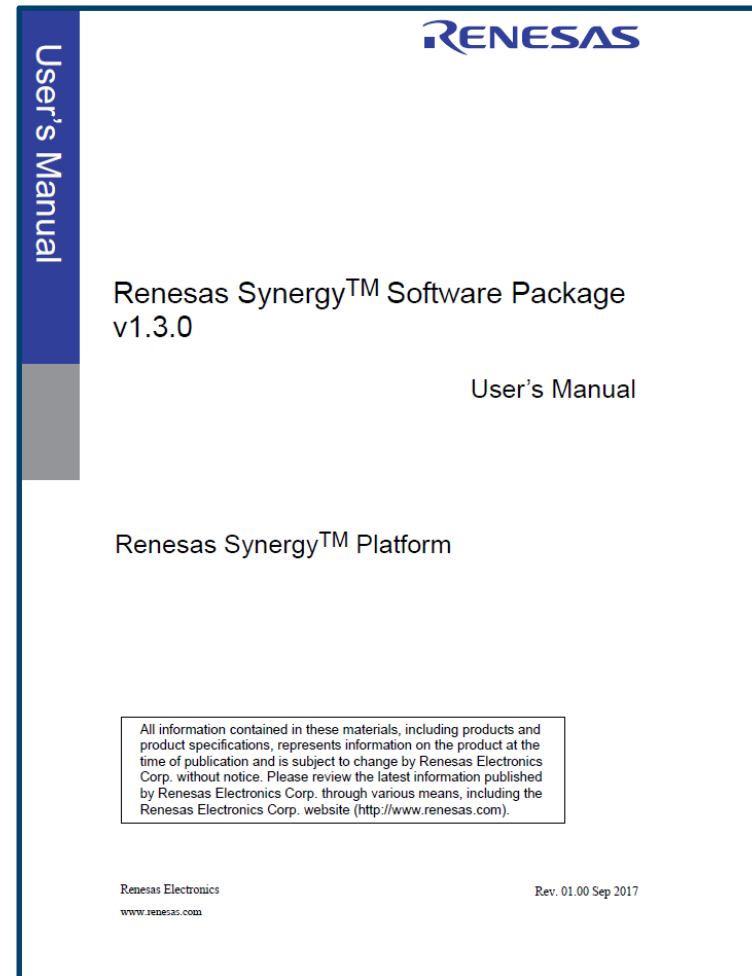 RENESAS
User's Manual
Renesas Synergy™ Software Package
v1.3.0
User's Manual
Renesas Synergy™ Platform
All information contained in these materials, including products and
product specifications, represents information on the product at the
time of publication and is subject to change by Renesas Electronics
Corp. without notice. Please review the latest information published
by Renesas Electronics Corp. through various means, including the
Renesas Electronics Corp. website (http://www.renesas.com).
Renesas Electronics
www.renesas.com
Rev. 01.00 Sep 2017